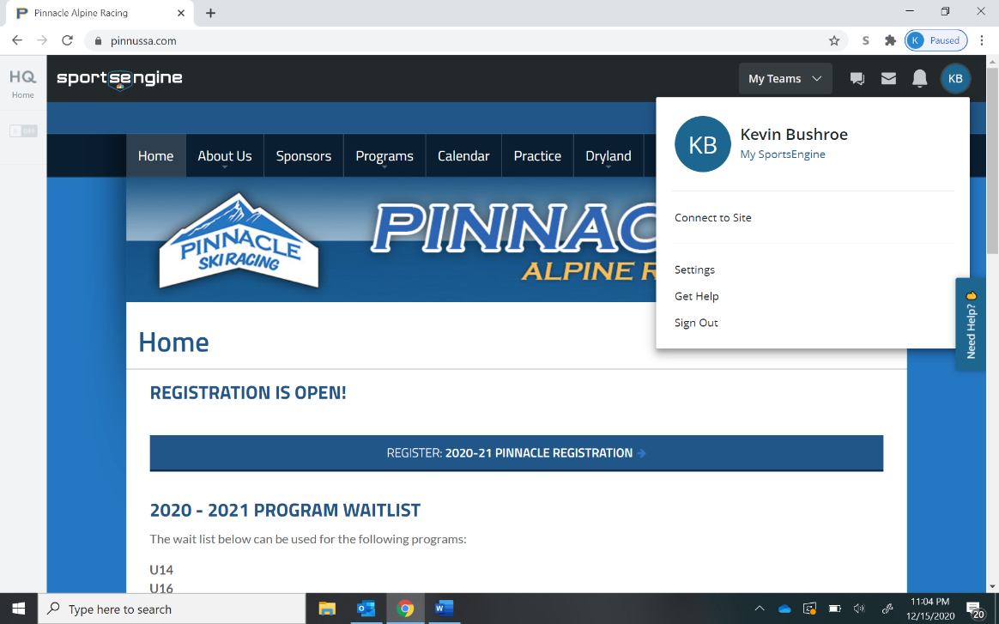 Pinnacle Alpine Racing
pinnussa.com
S
K Paused
HQ
Home
OFF
sportsengine
My Teams
KB
KB
Kevin Bushroe
My SportsEngine
Connect to Site
Settings
Get Help
Sign Out
Home
About Us
Sponsors
Programs
Calendar
Practice
Dryland
PINNACLE
SKI RACING
PINNAC
ALPINE R
Need Help?
Home
REGISTRATION IS OPEN!
REGISTER: 2020-21 PINNACLE REGISTRATION
2020 - 2021 PROGRAM WAITLIST
The wait list below can be used for the following programs:
U14
U16
Type here to search
11:04 PM
12/15/2020
20